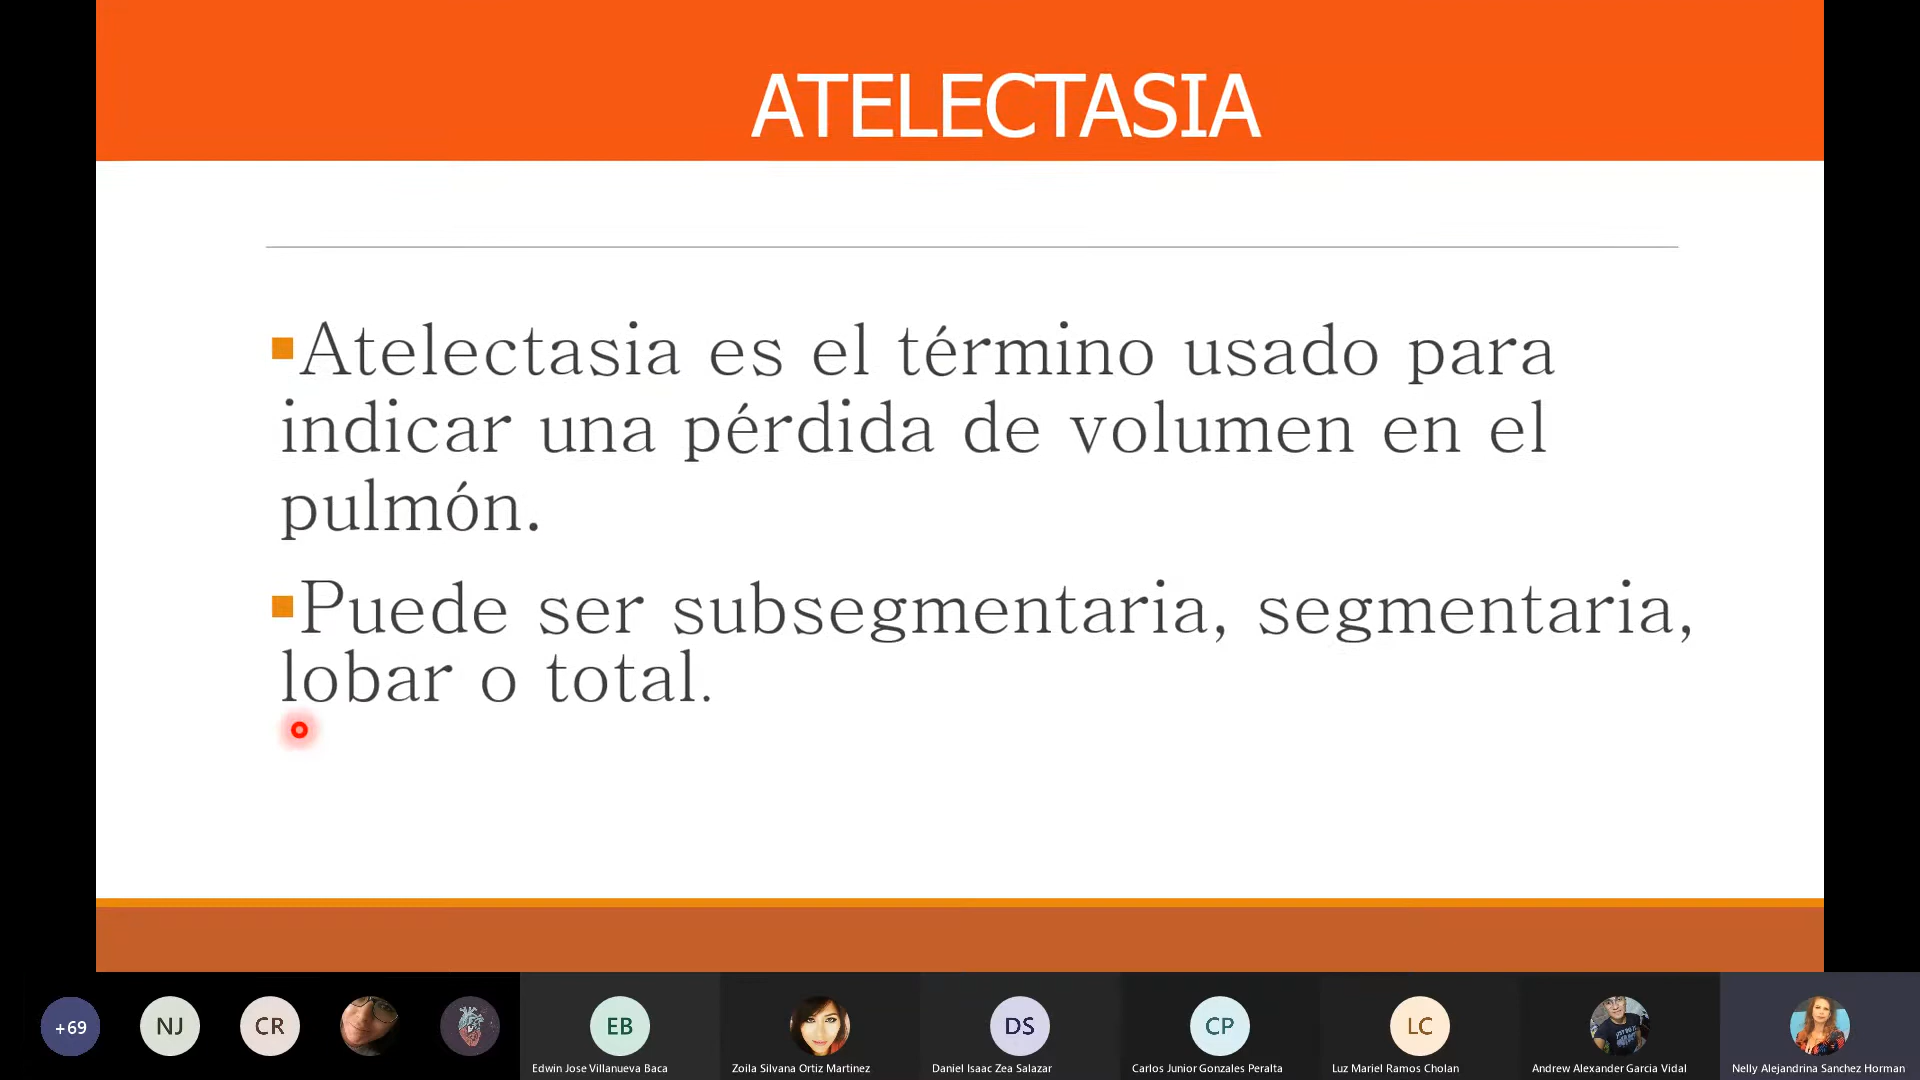 ATELECTASIA
Atelectasia es el término usado para
indicar una pérdida de volumen en el
pulmón.
Puede ser subsegmentaria, segmentaria,
lobar o total.
+69
NJ
CR
EB
DS
CP
LC
Edwin Jose Villanueva Baca
Zoila Silvana Ortiz Martinez
Daniel Isaac Zea Salazar
Carlos Junior Gonzales Peralta
Luz Mariel Ramos Cholan
Andrew Alexander Garcia Vidal
Nelly Alejandrina Sanchez Horman